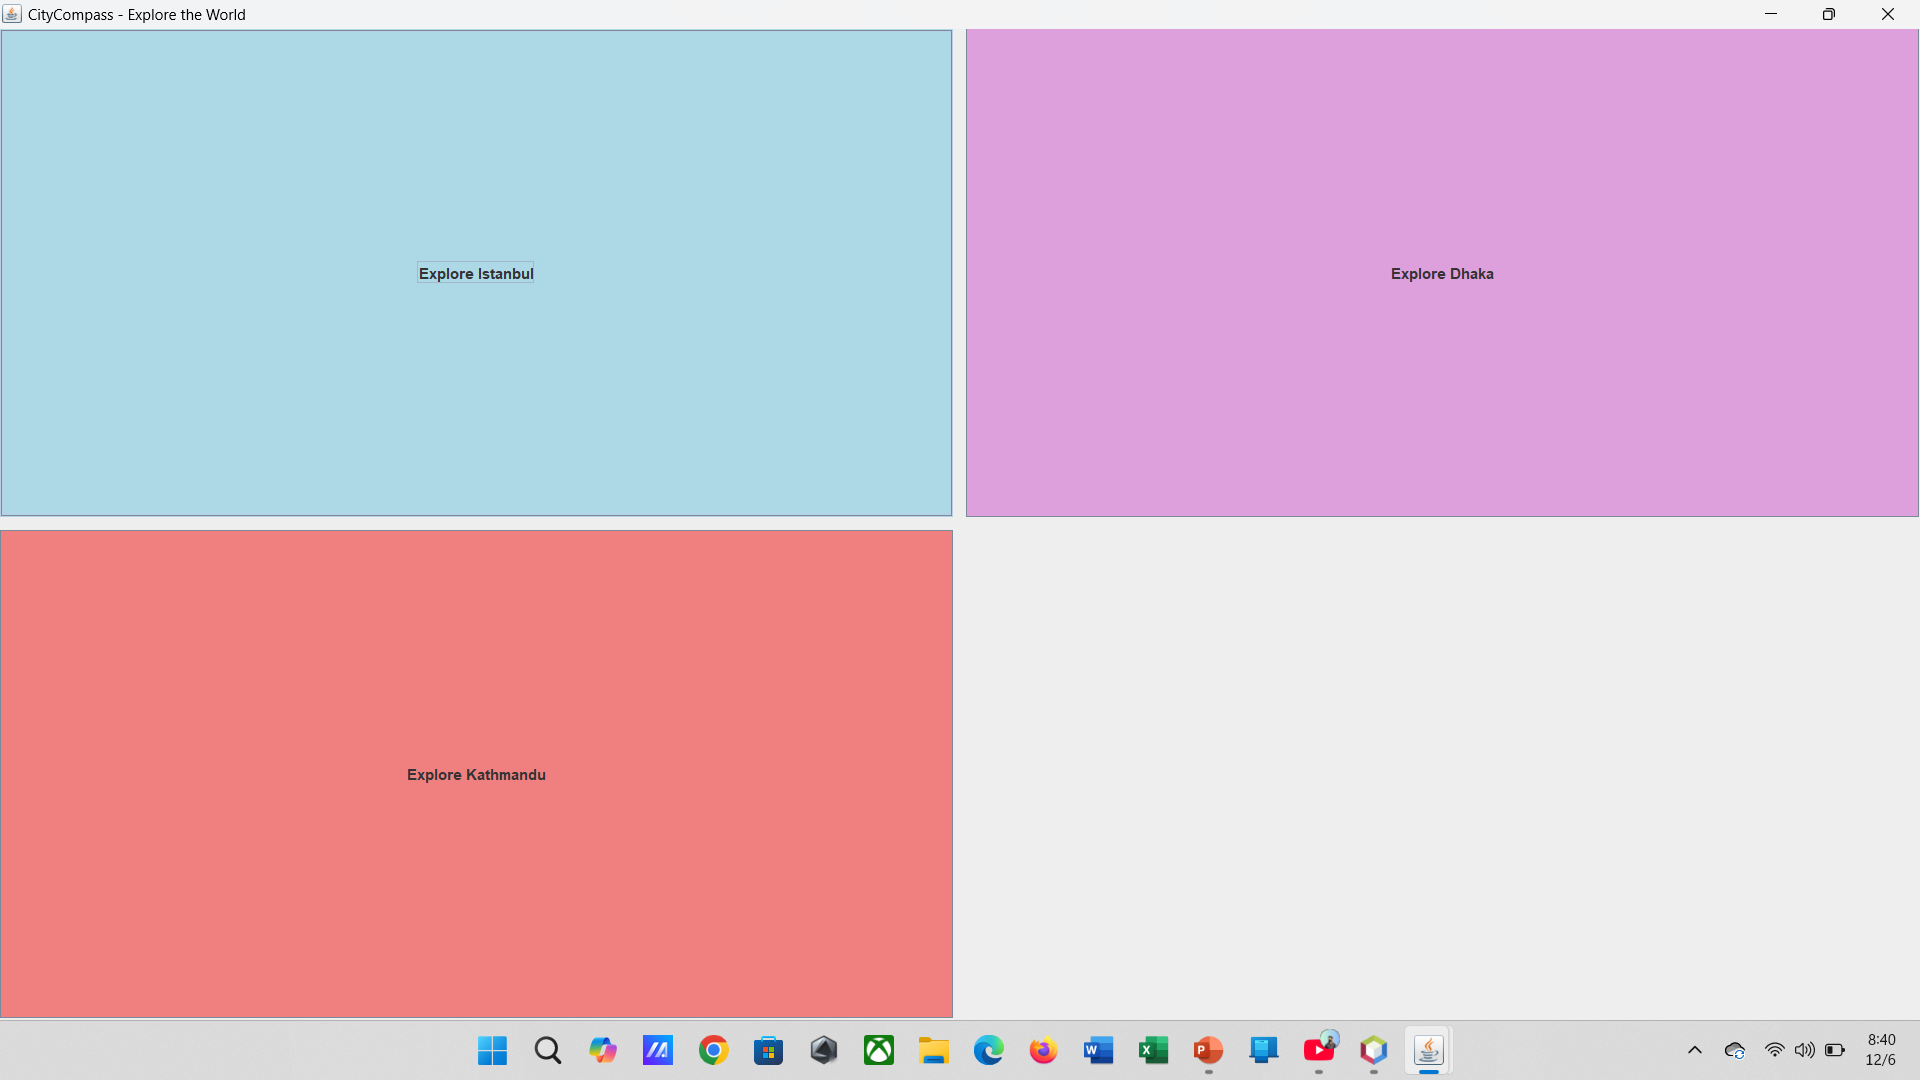 CityCompass - Explore the World
Explore Istanbul
Explore Dhaka
Explore Kathmandu
W
X
P
8:40
12/6